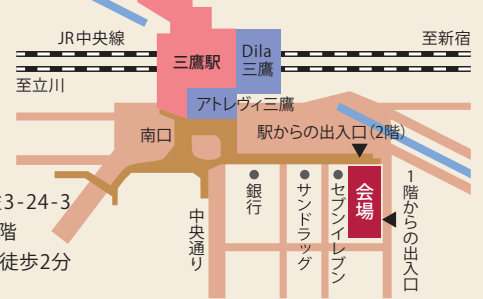 JR中央線
至新宿
至立川
三鷹駅
Dila
三鷹
アトレヴィ三鷹
南口
駅からの出入口(2階)
中央通り
銀行
サンドラッグ
セブンイレブン
会場
1階からの出入口
3-24-3
階
徒歩2分